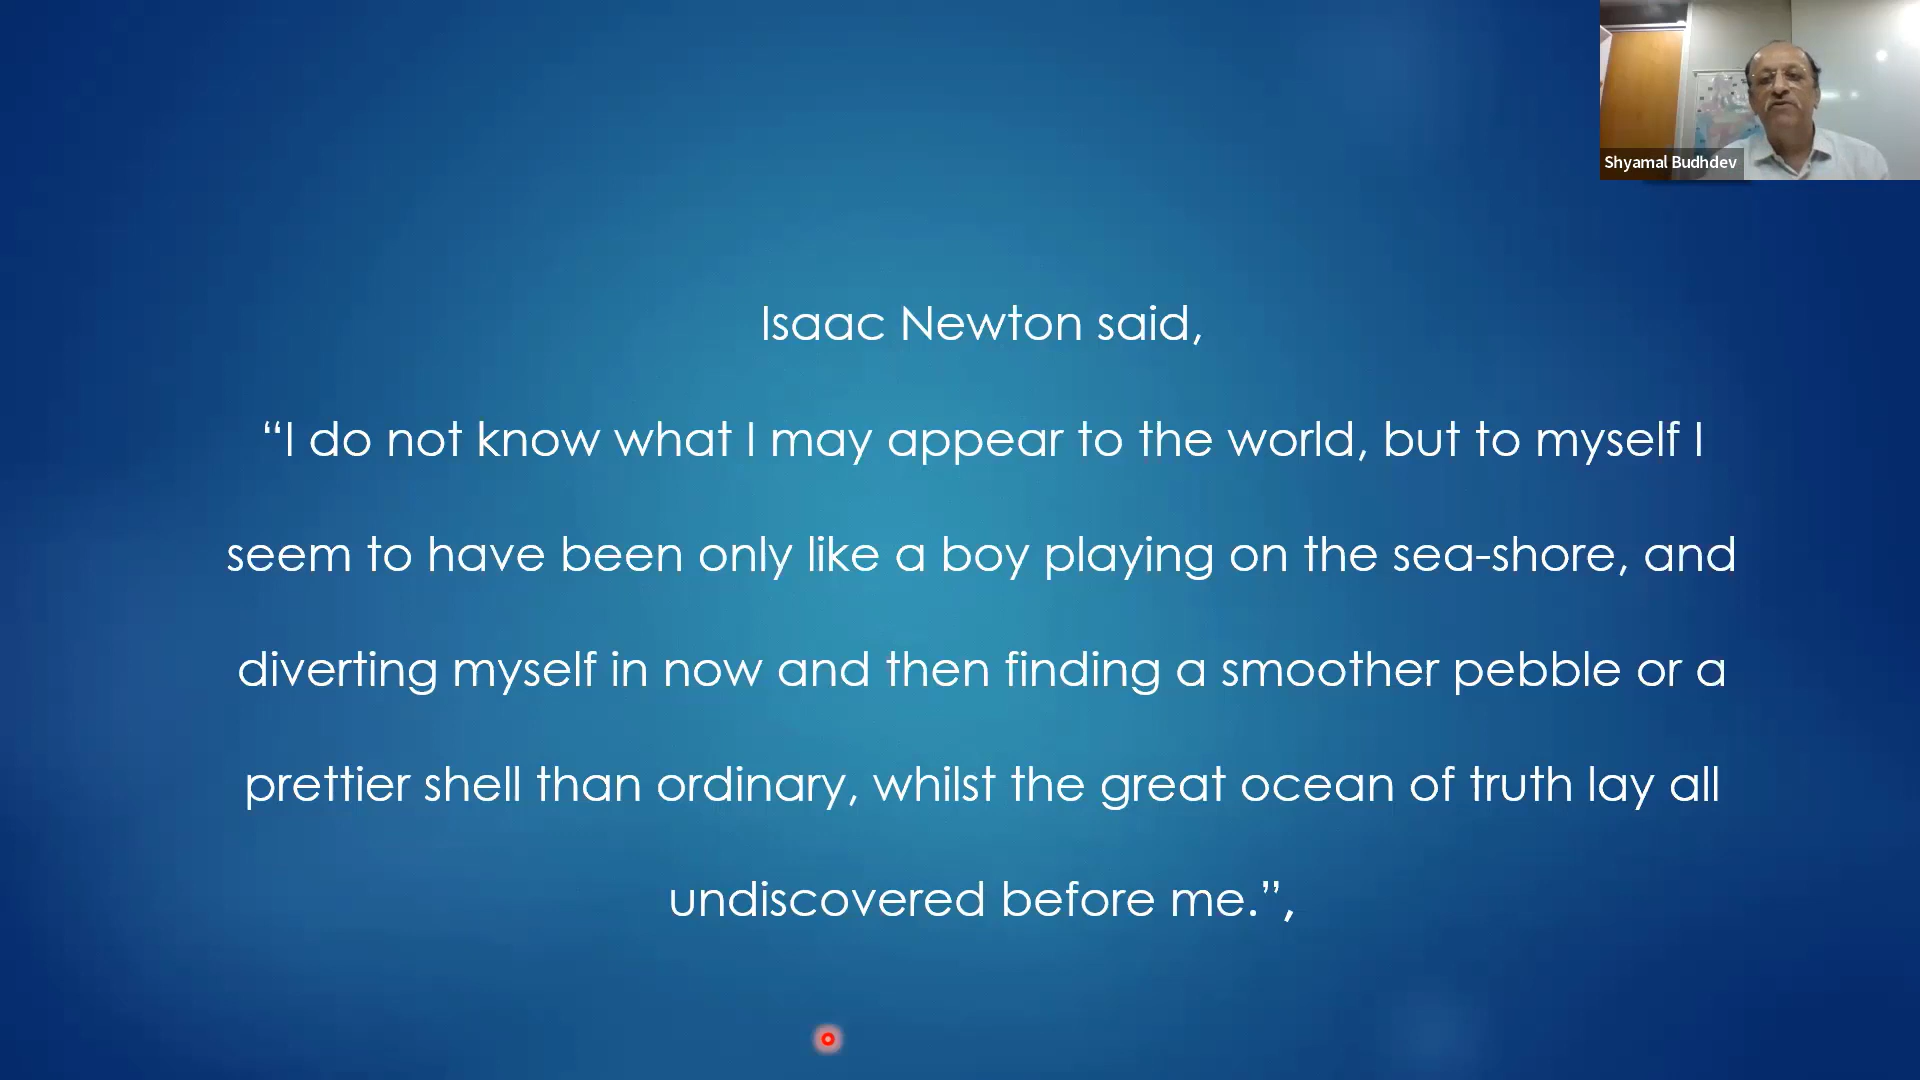 Shyamal Budhdev
Isaac Newton said,
“I do not know what I may appear to the world, but to myself I
seem to have been only like a boy playing on the sea-shore, and
diverting myself in now and then finding a smoother pebble or a
prettier shell than ordinary, whilst the great ocean of truth lay all
undiscovered before me.”,